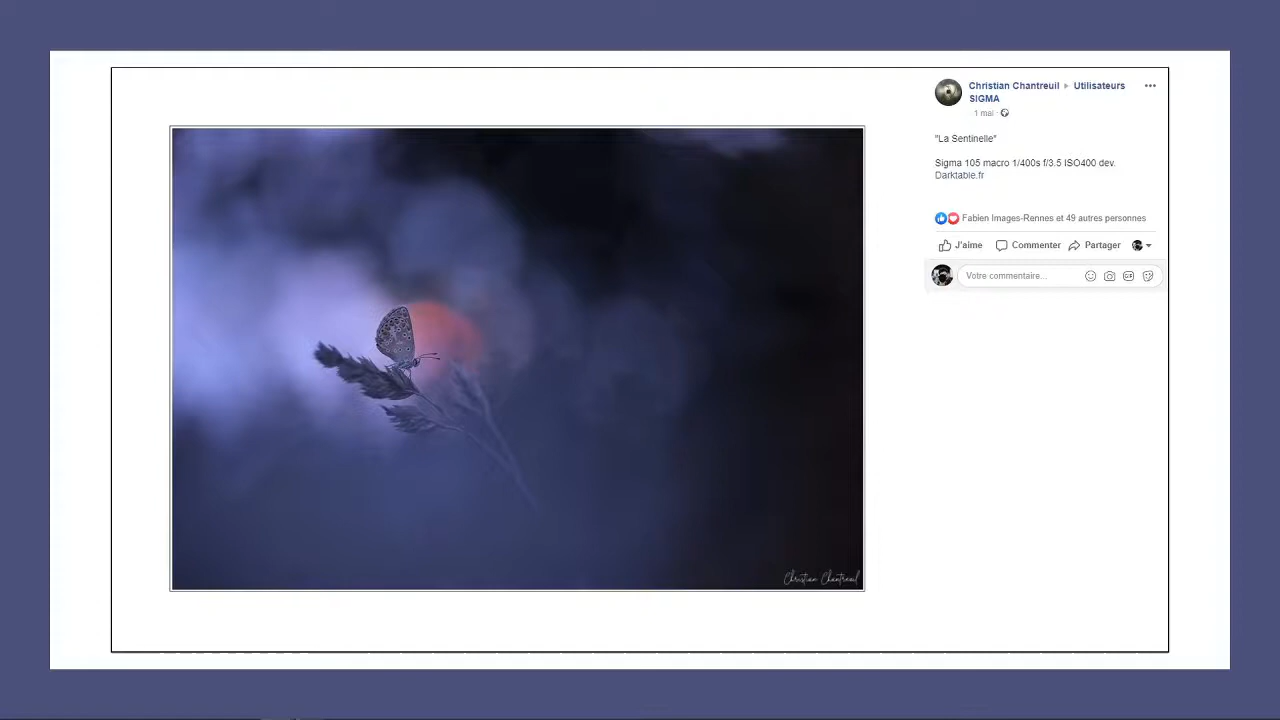 Christian Chantreuil ▸ Utilisateurs
SIGMA
1 mai ·
"La Sentinelle"
Sigma 105 macro 1/400s f/3.5 ISO400 dev.
Darktable.fr
Fabien Images-Rennes et 49 autres personnes
J'aime Commenter Partager
Votre commentaire...
Christian Chantreuil